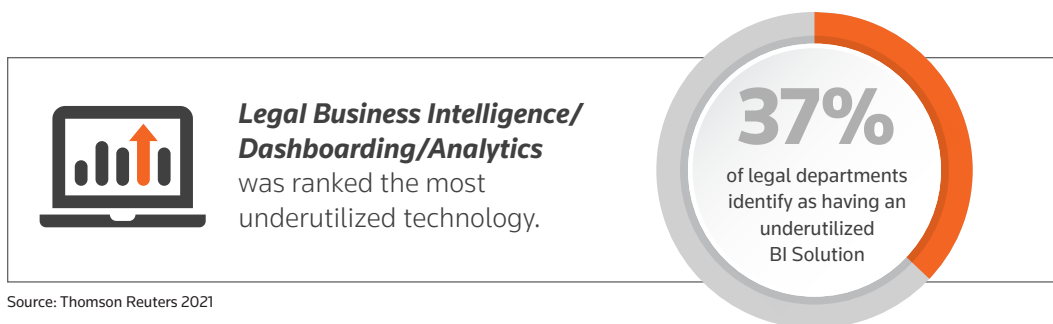 Legal Business Intelligence/
Dashboarding/Analytics
was ranked the most
underutilized technology.
37%
of legal departments
identify as having an
underutilized
BI Solution
Source: Thomson Reuters 2021